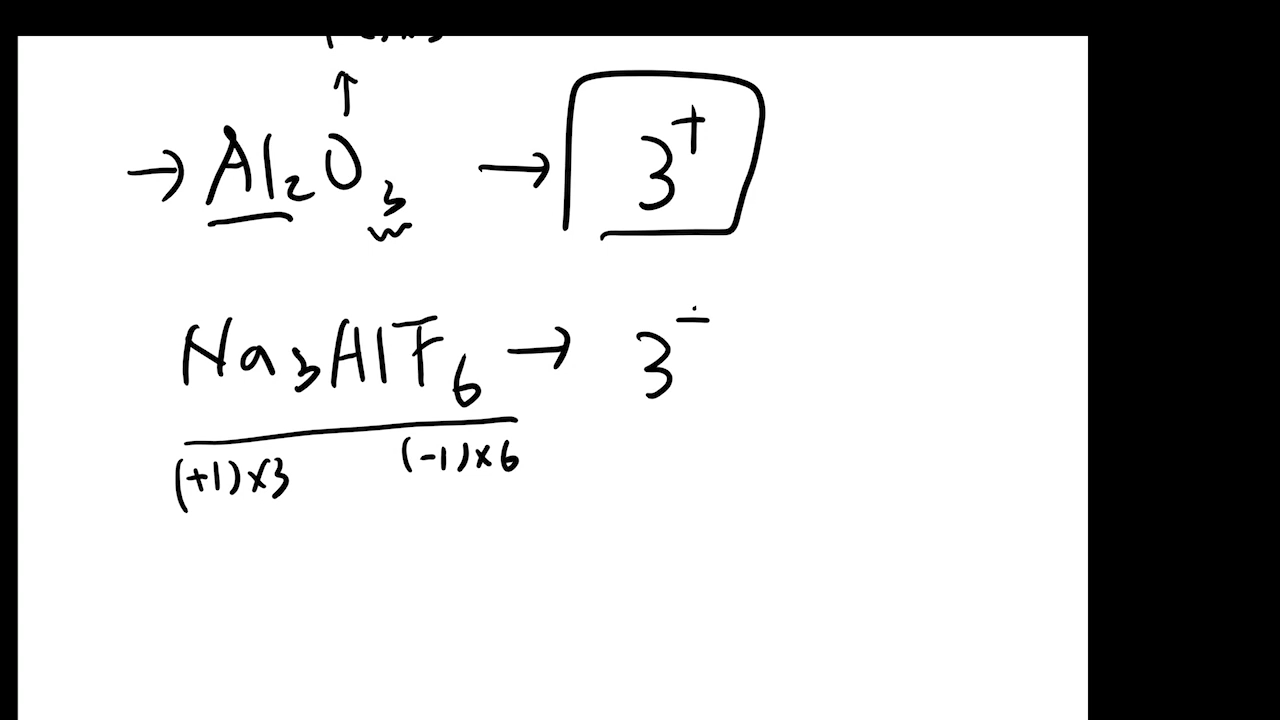 → Al₂O₃ → 3⁺
Na₃AlF₆ → 3⁻
(+1)×3 (-1)×6